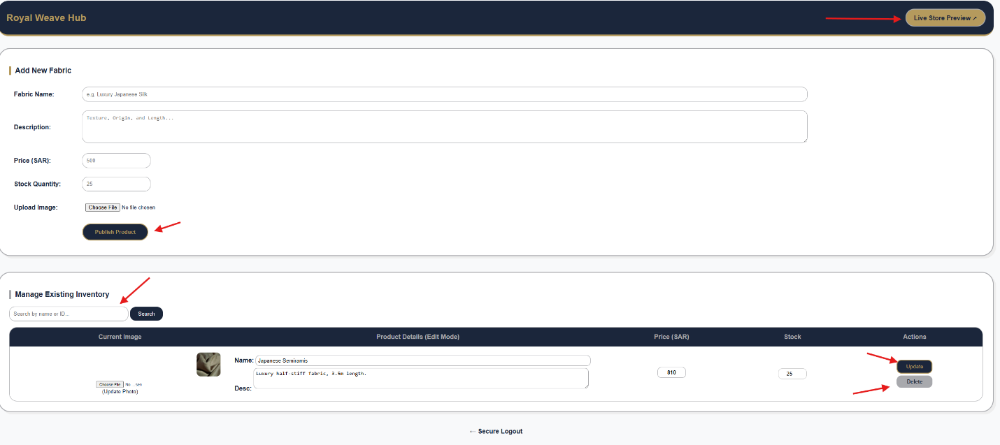 Royal Weave Hub
Live Store Preview ↗
Add New Fabric
Fabric Name:
e.g. Luxury Japanese Silk
Description:
Texture, Origin, and Length...
Price (SAR):
500
Stock Quantity:
25
Upload Image:
Choose File No file chosen
Publish Product
Manage Existing Inventory
Search by name or ID...
Search
Current Image Product Details (Edit Mode) Price (SAR) Stock Actions
Name: Japanese Semiramis
Luxury half-stiff fabric, 3.5m length.
Desc:
810
25
Update
Delete
Choose File No ...sen
(Update Photo)
← Secure Logout